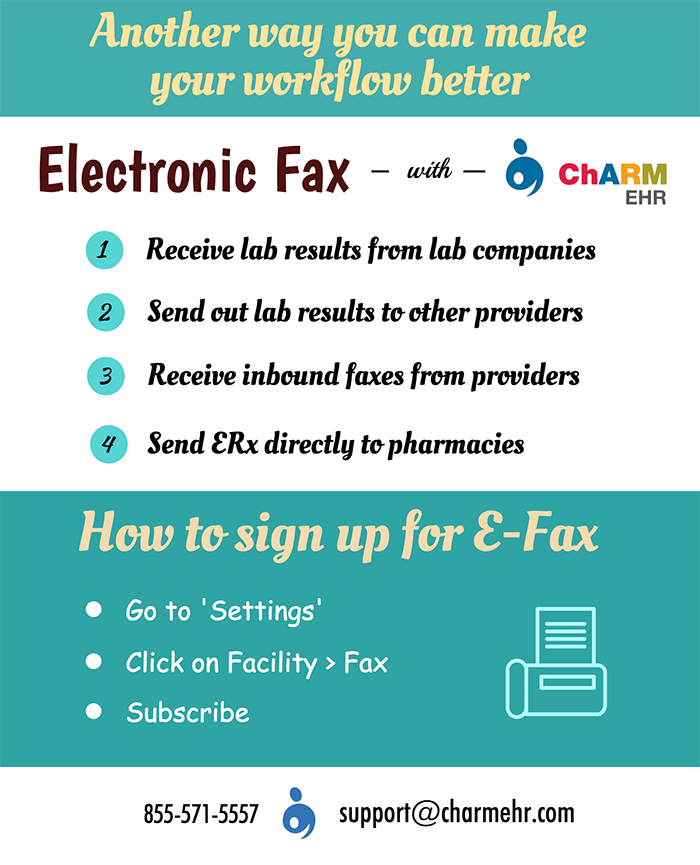 Another way you can make
your workflow better
Electronic Fax – with – ChARM
EHR
1 Receive lab results from lab companies
2 Send out lab results to other providers
3 Receive inbound faxes from providers
4 Send ERx directly to pharmacies
How to sign up for E-Fax
• Go to 'Settings'
• Click on Facility > Fax
• Subscribe
855-571-5557 support@charmehr.com